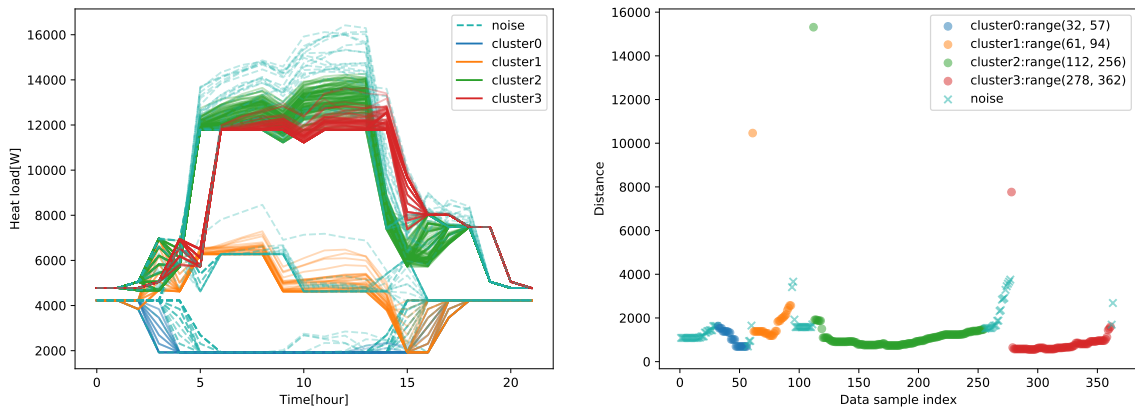 16000
14000
12000
10000
8000
6000
4000
2000
Heat load[W]
0
5
10
15
20
Time[hour]
noise
cluster0
cluster1
cluster2
cluster3
16000
14000
12000
10000
8000
6000
4000
2000
0
Distance
0
50
100
150
200
250
300
350
Data sample index
cluster0:range(32, 57)
cluster1:range(61, 94)
cluster2:range(112, 256)
cluster3:range(278, 362)
noise